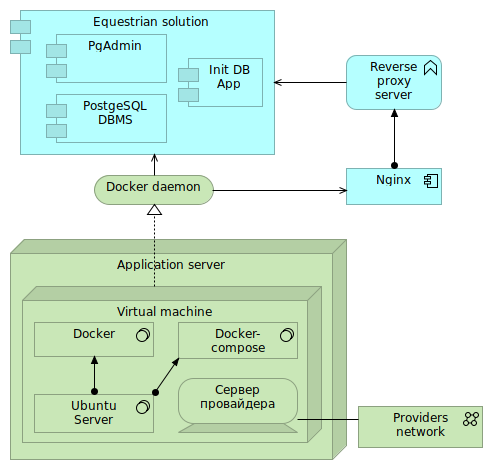 Equestrian solution
PgAdmin
Init DB
App
PostgeSQL
DBMS
Reverse
proxy
server
Docker daemon
Nginx
Application server
Virtual machine
Docker
Docker-
compose
Ubuntu
Server
Сервер
провайдера
Providers
network